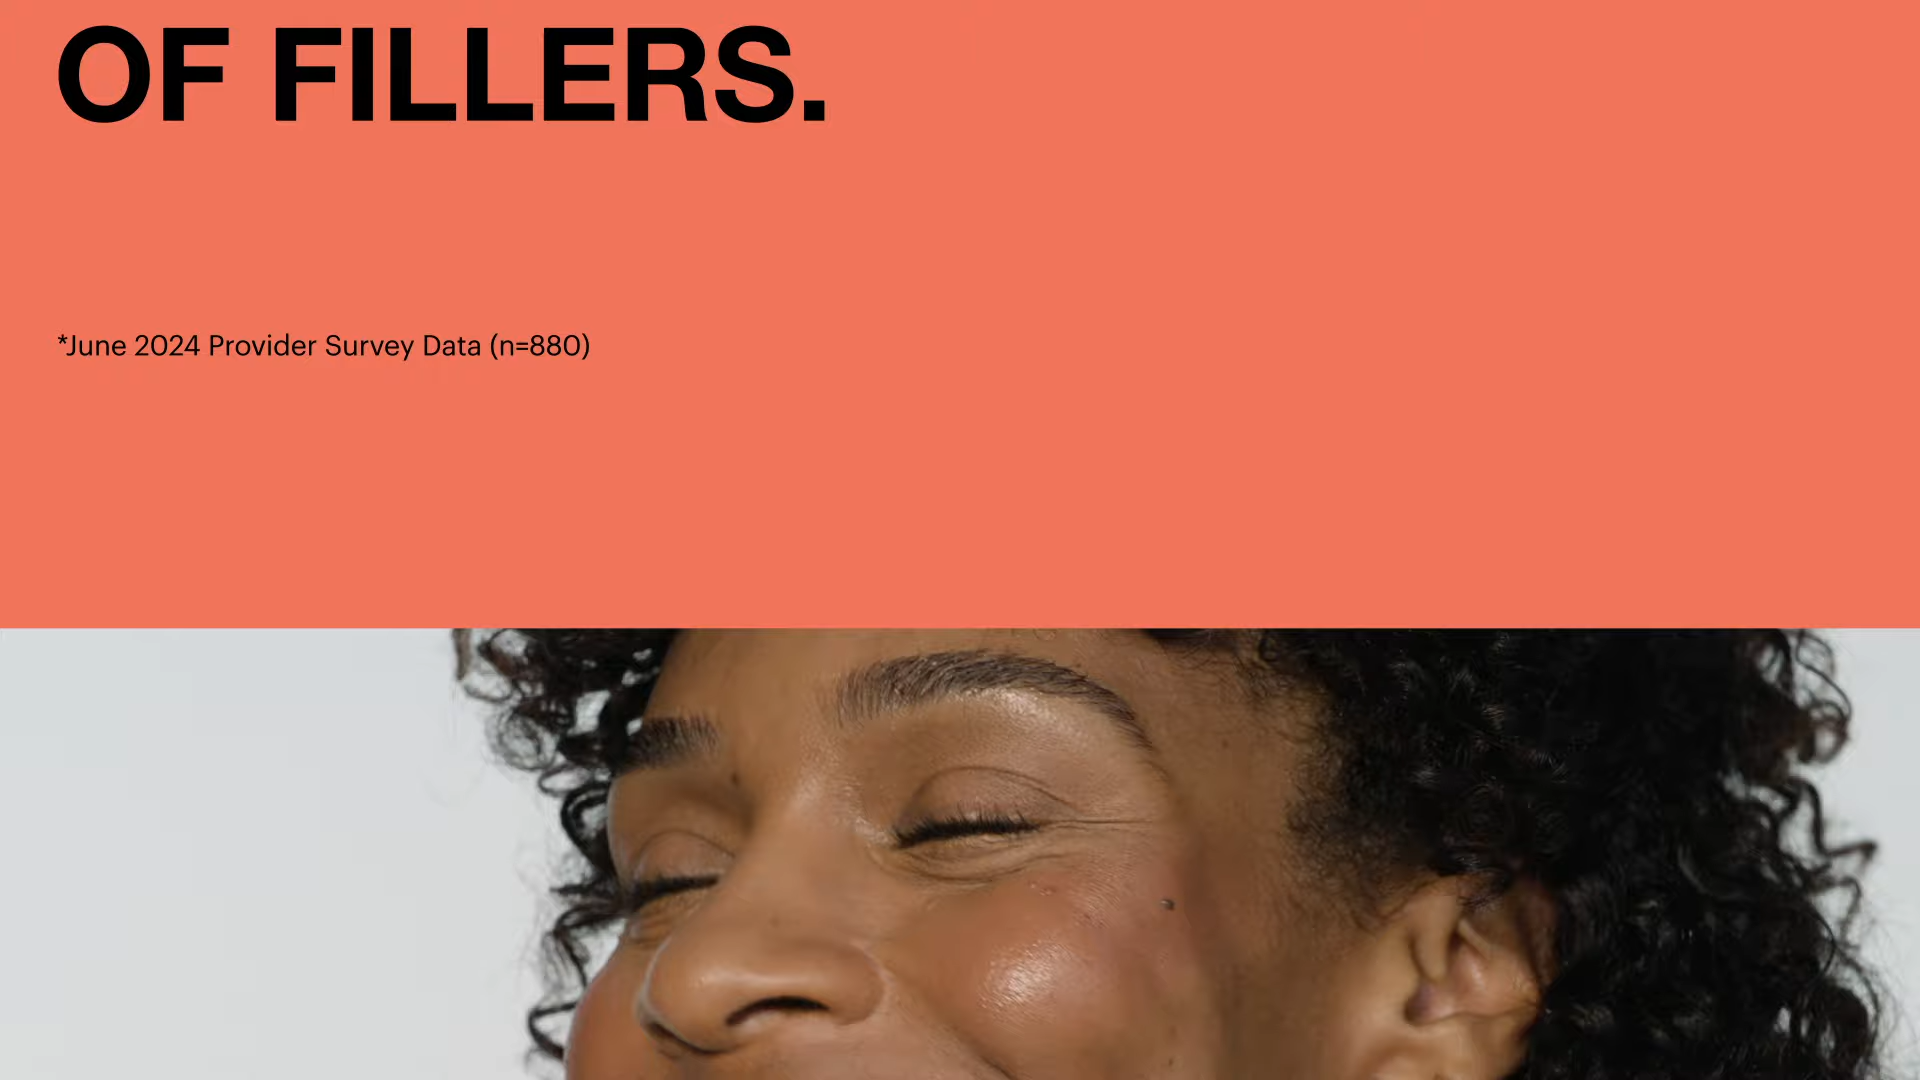 OF FILLERS.
*June 2024 Provider Survey Data (n=880)